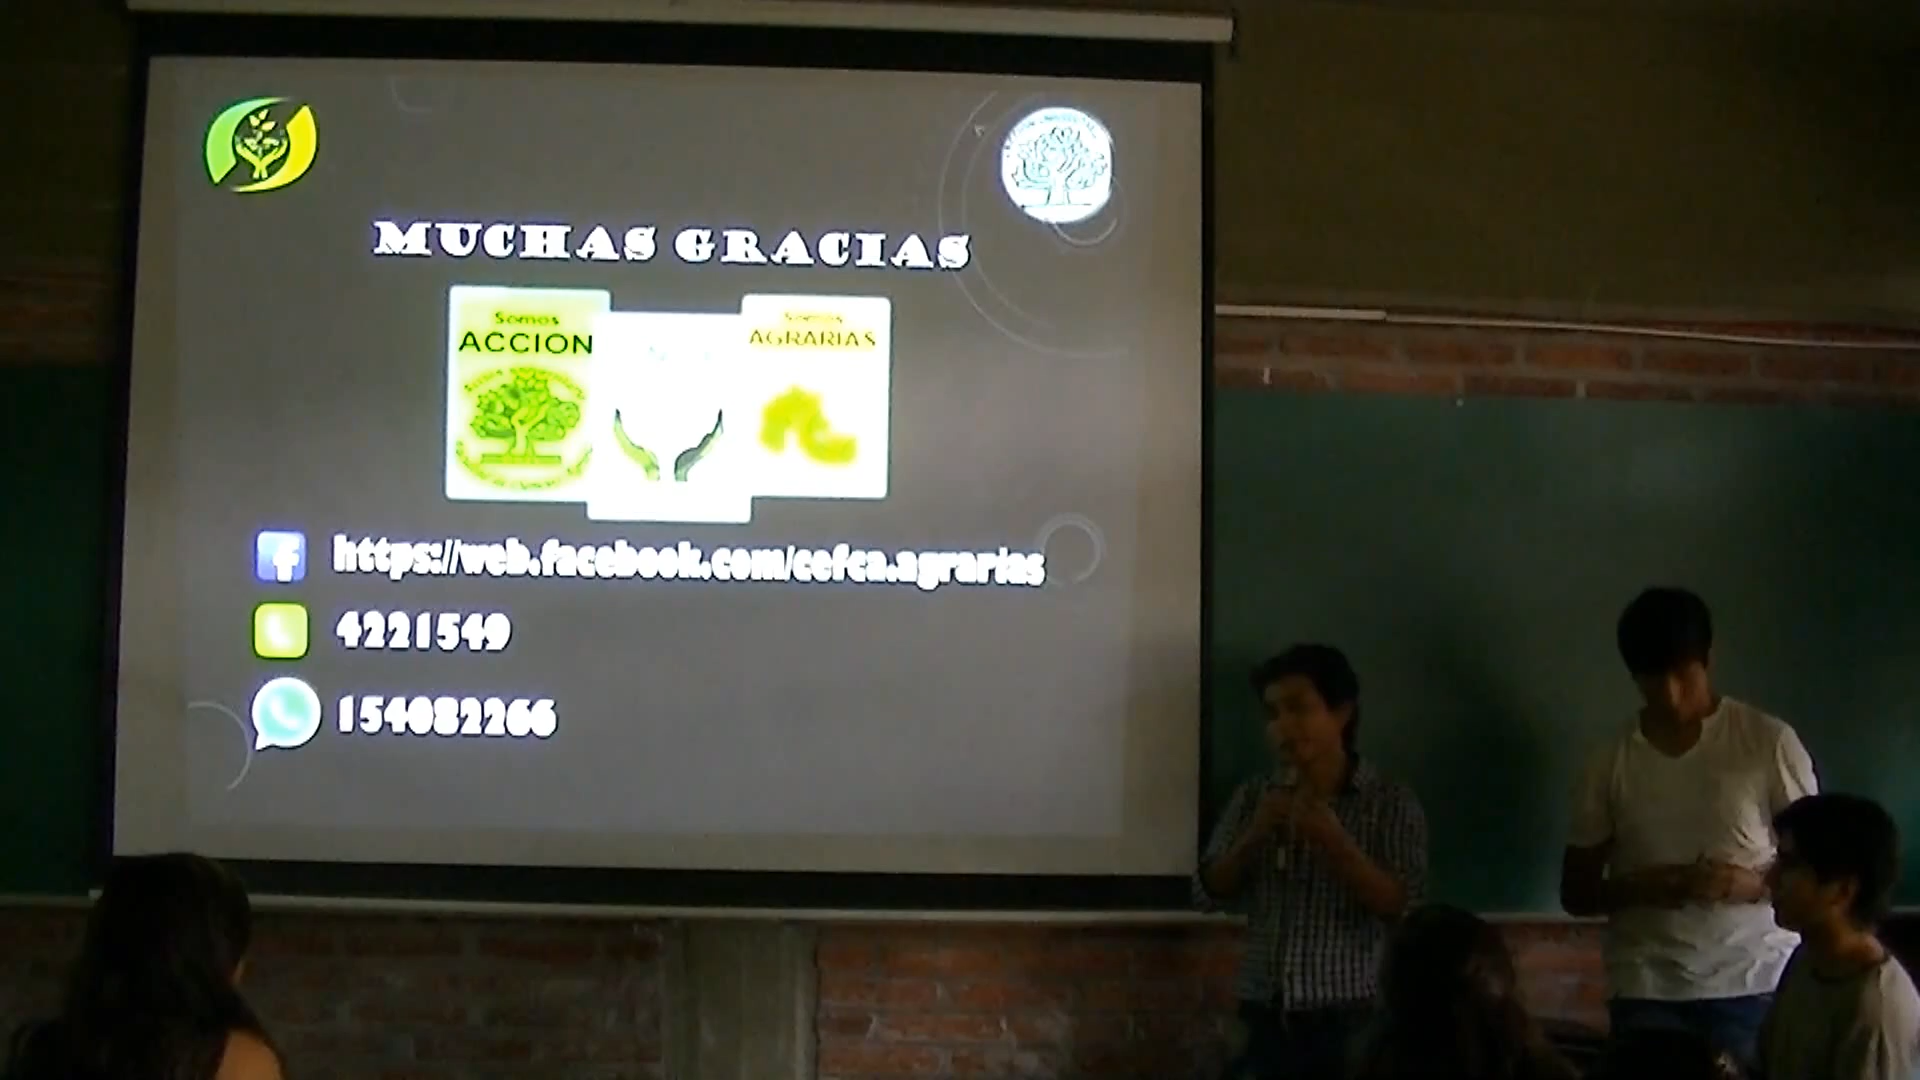 MUCHAS GRACIAS
Somos
ACCION
Somos
AGRARIAS
https://web.facebook.com/cefca.agrarias
4221549
154082266